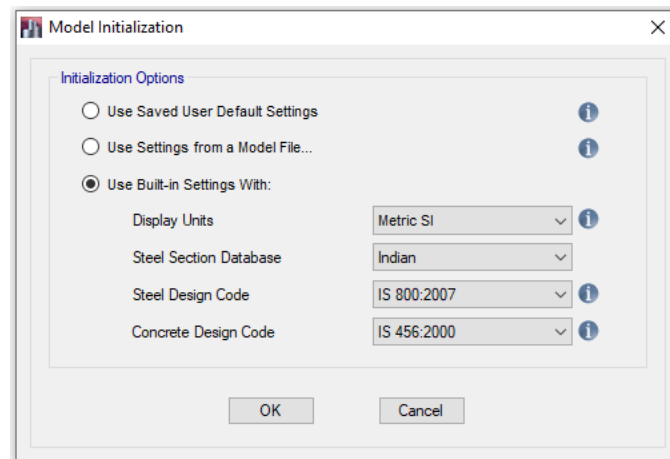 Model Initialization
Initialization Options
Use Saved User Default Settings
Use Settings from a Model File...
Use Built-in Settings With:
Display Units Metric SI
Steel Section Database Indian
Steel Design Code IS 800:2007
Concrete Design Code IS 456:2000
OK Cancel